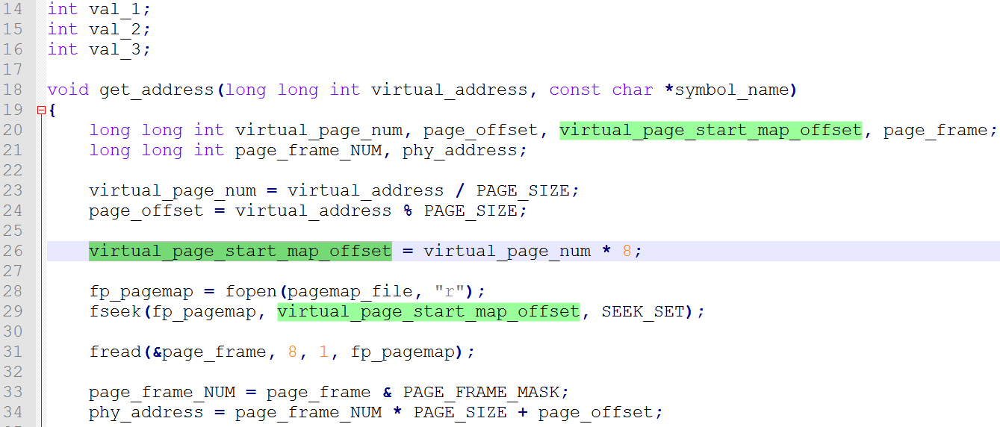 14 int val_1;
15 int val_2;
16 int val_3;
17
18 void get_address(long long int virtual_address, const char *symbol_name)
19 {
20     long long int virtual_page_num, page_offset, virtual_page_start_map_offset, page_frame;
21     long long int page_frame_NUM, phy_address;
22
23     virtual_page_num = virtual_address / PAGE_SIZE;
24     page_offset = virtual_address % PAGE_SIZE;
25
26     virtual_page_start_map_offset = virtual_page_num * 8;
27
28     fp_pagemap = fopen(pagemap_file, "r");
29     fseek(fp_pagemap, virtual_page_start_map_offset, SEEK_SET);
30
31     fread(&page_frame, 8, 1, fp_pagemap);
32
33     page_frame_NUM = page_frame & PAGE_FRAME_MASK;
34     phy_address = page_frame_NUM * PAGE_SIZE + page_offset;